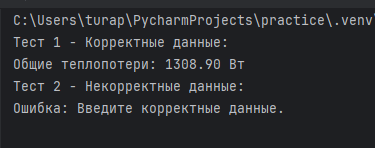 C:\Users\turap\PycharmProjects\practice\.venv
Тест 1 - Корректные данные:
Общие теплопотери: 1308.90 Вт
Тест 2 - Некорректные данные:
Ошибка: Введите корректные данные.